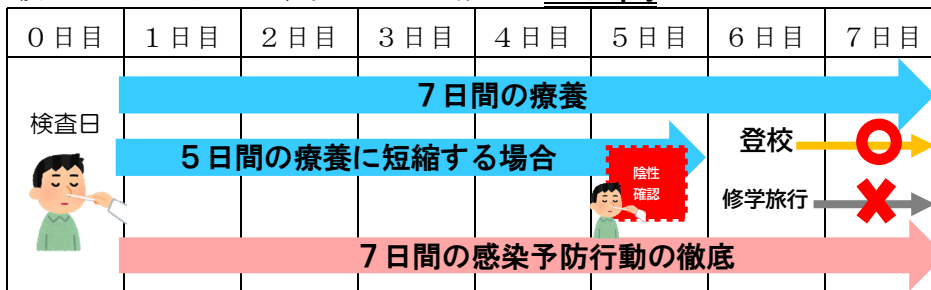 0日目 1日目 2日目 3日目 4日目 5日目 6日目 7日目
検査日
7日間の療養
5日間の療養に短縮する場合
陰性
確認
登校
修学旅行
7日間の感染予防行動の徹底